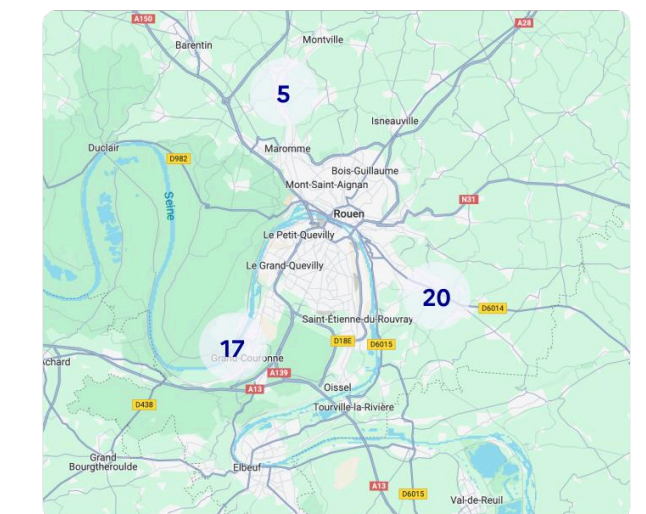 A150
A28
Barentin
Montville
5
Isneauville
Duclair
Maromme
D982
Bois-Guillaume
Mont-Saint-Aignan
Seine
N31
Rouen
Le Petit-Quevilly
Le Grand-Quevilly
20
D6014
Saint-Étienne-du-Rouvray
17
D18E
D6015
Grand-Couronne
chard
A139
A13
Oissel
D438
Tourville-la-Rivière
Grand
Bourgtheroulde
Elbeuf
A13
D6015
Val-de-Reuil